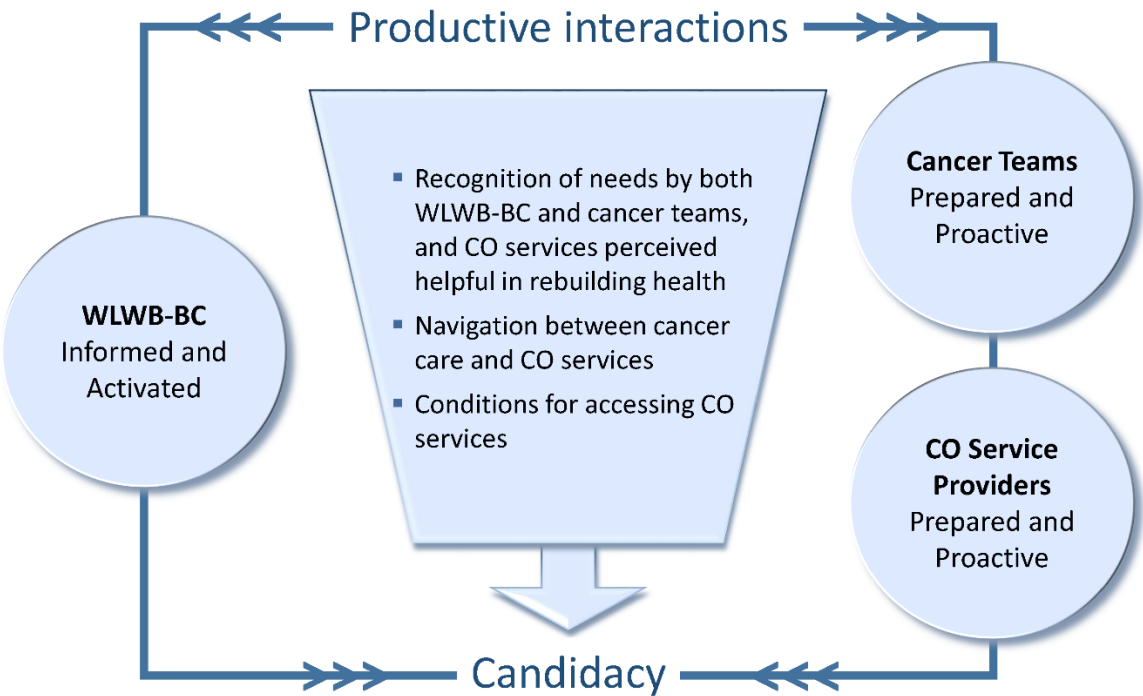 Productive interactions
WLWB-BC
Informed and
Activated
▪ Recognition of needs by both
WLWB-BC and cancer teams,
and CO services perceived
helpful in rebuilding health
▪ Navigation between cancer
care and CO services
▪ Conditions for accessing CO
services
Cancer Teams
Prepared and
Proactive
CO Service
Providers
Prepared and
Proactive
Candidacy